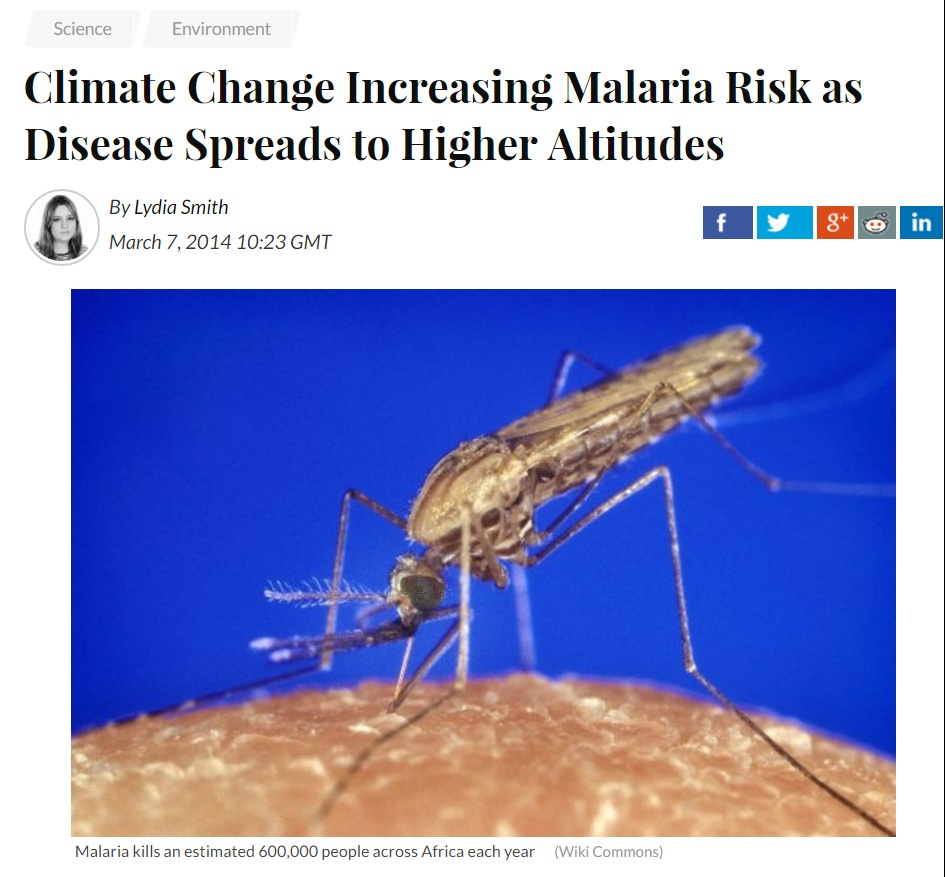 Science
Environment
Climate Change Increasing Malaria Risk as
Disease Spreads to Higher Altitudes
By Lydia Smith
March 7, 2014 10:23 GMT
f
g+
in
Malaria kills an estimated 600,000 people across Africa each year (Wiki Commons)